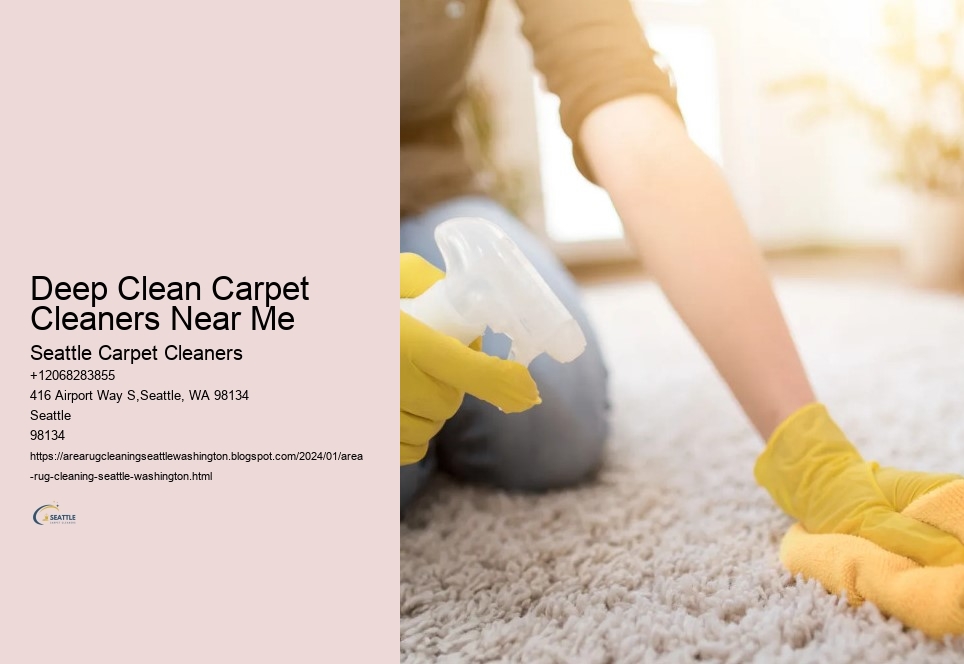 Deep Clean Carpet
Cleaners Near Me
Seattle Carpet Cleaners
+12068283855
416 Airport Way S,Seattle, WA 98134
Seattle
98134
https://arearugcleaningseattlewashington.blogspot.com/2024/01/area
-rug-cleaning-seattle-washington.html
SEATTLE